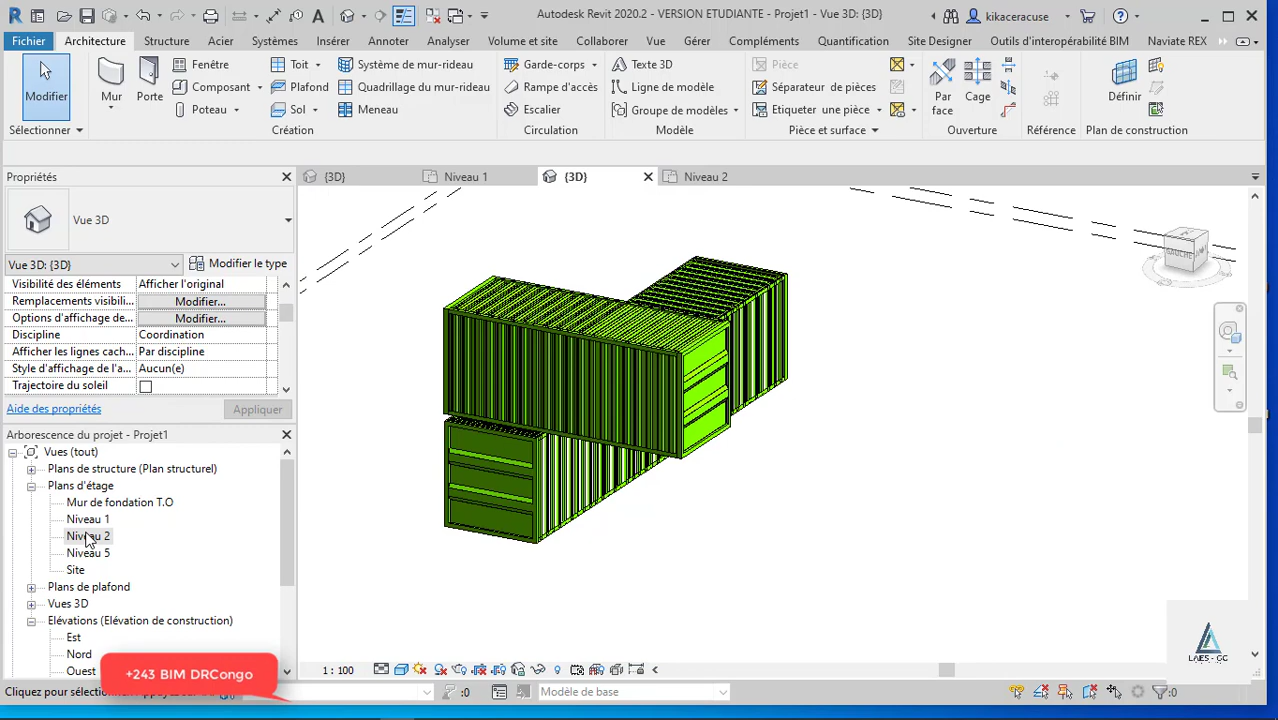 Autodesk Revit 2020.2 - VERSION ETUDIANTE - Projet1 - Vue 3D: {3D}
kikaceracuse
Fichier Architecture Structure Acier Systèmes Insérer Annoter Analyser Volume et site Collaborer Vue Gérer Compléments Quantification Site Designer Outils d'interopérabilité BIM Naviate REX
Modifier
Mur
Porte
Fenêtre
Composant
Poteau
Toit
Plafond
Sol
Système de mur-rideau
Quadrillage du mur-rideau
Meneau
Garde-corps
Rampe d'accès
Escalier
Texte 3D
Ligne de modèle
Groupe de modèles
Pièce
Séparateur de pièces
Etiqueter une pièce
Par face
Cage
Définir
Sélectionner Création Circulation Modèle Pièce et surface Ouverture Référence Plan de construction
Propriétés
{3D} Niveau 1 {3D} Niveau 2
Vue 3D
Vue 3D: {3D} Modifier le type
Visibilité des éléments Afficher l'original
Remplacements visibili... Modifier...
Options d'affichage de... Modifier...
Discipline Coordination
Afficher les lignes cach... Par discipline
Style d'affichage de l'a... Aucun(e)
Trajectoire du soleil
Aide des propriétés Appliquer
Arborescence du projet - Projet1
Vues (tout)
Plans de structure (Plan structurel)
Plans d'étage
Mur de fondation T.O
Niveau 1
Niveau 2
Niveau 5
Site
Plans de plafond
Vues 3D
Elévations (Elévation de construction)
Est
Nord
Ouest
GAUCHE
LAES - GC
1 : 100
+243 BIM DRCongo
Cliquez pour sélectionner
:0 Modèle de base :0